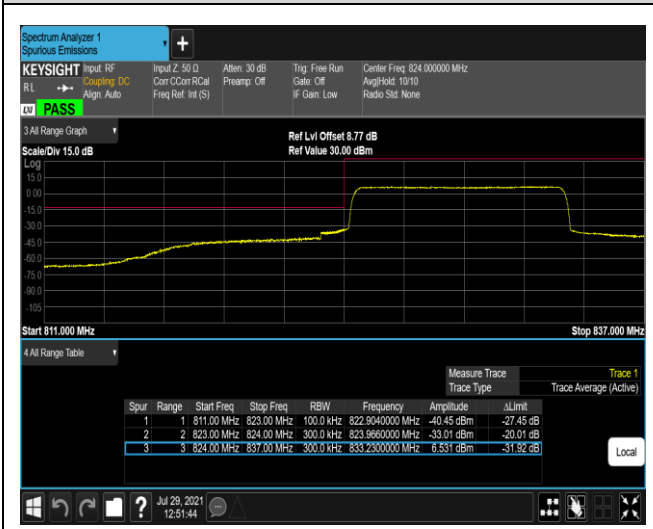 Spectrum Analyzer 1
Spurious Emissions
+
KEYSIGHT Input: RF Input Z: 50 Ω Atten: 30 dB Trig: Free Run Center Freq: 824.000000 MHz
RL Coupling: DC Corr CCorr RCal Preamp: Off Gate: Off Avg|Hold: 10/10
Align: Auto Freq Ref: Int (S) IF Gain: Low Radio Std: None
LXI PASS
3 All Range Graph
Ref Lvl Offset 8.77 dB
Scale/Div 15.0 dB Ref Value 30.00 dBm
Log
15.0
0.00
-15.0
-30.0
-45.0
-60.0
-75.0
-90.0
-105
Start 811.000 MHz Stop 837.000 MHz
4 All Range Table
Measure Trace Trace 1
Trace Type Trace Average (Active)
Spur Range Start Freq Stop Freq RBW Frequency Amplitude ΔLimit
1 1 811.00 MHz 823.00 MHz 100.0 kHz 822.9040000 MHz -40.45 dBm -27.45 dB
2 2 823.00 MHz 824.00 MHz 300.0 kHz 823.9660000 MHz -33.01 dBm -20.01 dB
3 3 824.00 MHz 837.00 MHz 300.0 kHz 833.2300000 MHz 6.531 dBm -31.92 dB
Local
? Jul 29, 2021
12:51:44